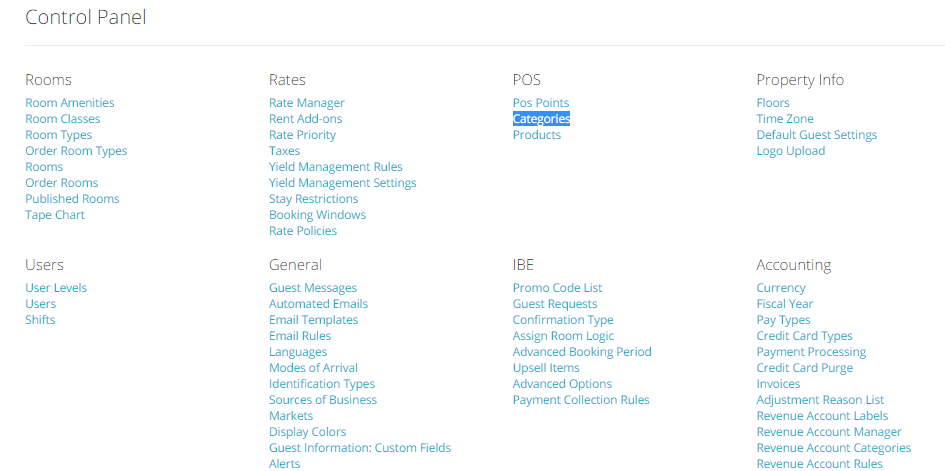 Control Panel
Rooms
Room Amenities
Room Classes
Room Types
Order Room Types
Rooms
Order Rooms
Published Rooms
Tape Chart
Rates
Rate Manager
Rent Add-ons
Rate Priority
Taxes
Yield Management Rules
Yield Management Settings
Stay Restrictions
Booking Windows
Rate Policies
POS
Pos Points
Categories
Products
Property Info
Floors
Time Zone
Default Guest Settings
Logo Upload
Users
User Levels
Users
Shifts
General
Guest Messages
Automated Emails
Email Templates
Email Rules
Languages
Modes of Arrival
Identification Types
Sources of Business
Markets
Display Colors
Guest Information: Custom Fields
Alerts
IBE
Promo Code List
Guest Requests
Confirmation Type
Assign Room Logic
Advanced Booking Period
Upsell Items
Advanced Options
Payment Collection Rules
Accounting
Currency
Fiscal Year
Pay Types
Credit Card Types
Payment Processing
Credit Card Purge
Invoices
Adjustment Reason List
Revenue Account Labels
Revenue Account Manager
Revenue Account Categories
Revenue Account Rules